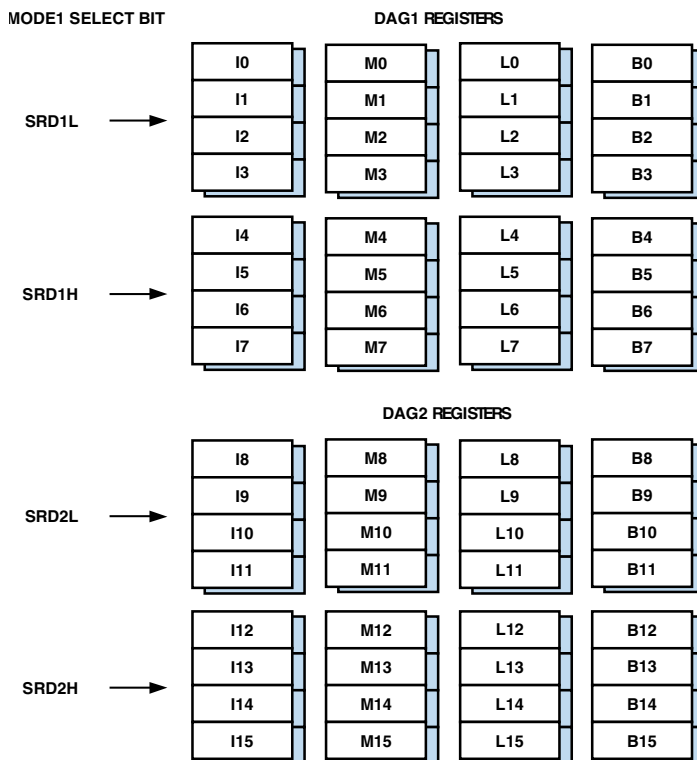 MODE1 SELECT BIT DAG1 REGISTERS
I0 M0 L0 B0
I1 M1 L1 B1
SRD1L
I2 M2 L2 B2
I3 M3 L3 B3
I4 M4 L4 B4
I5 M5 L5 B5
SRD1H
I6 M6 L6 B6
I7 M7 L7 B7
DAG2 REGISTERS
I8 M8 L8 B8
I9 M9 L9 B9
SRD2L
I10 M10 L10 B10
I11 M11 L11 B11
I12 M12 L12 B12
I13 M13 L13 B13
SRD2H
I14 M14 L14 B14
I15 M15 L15 B15